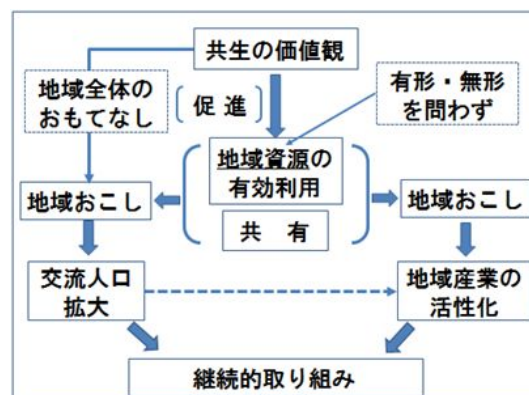 共生の価値観
地域全体の
おもてなし
促 進
有形・無形
を問わず
地域資源の
有効利用
共 有
地域おこし
地域おこし
交流人口
拡大
地域産業の
活性化
継続的取り組み